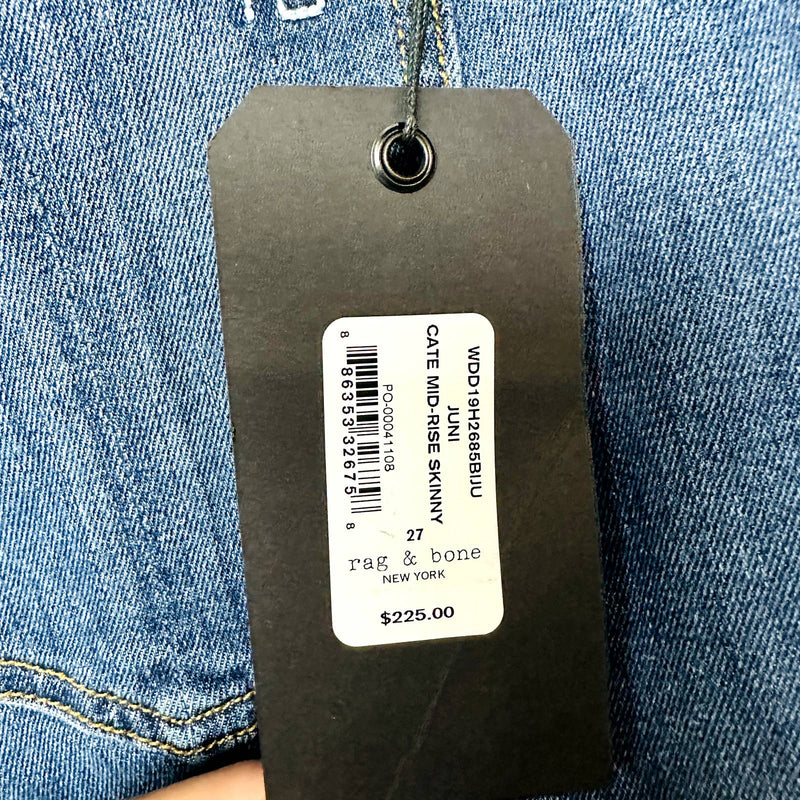 WDD19H2685BIJU
JUNI
CATE MID-RISE SKINNY
PO-00041108
8 86353 32675 8
27
rag & bone
NEW YORK
$225.00